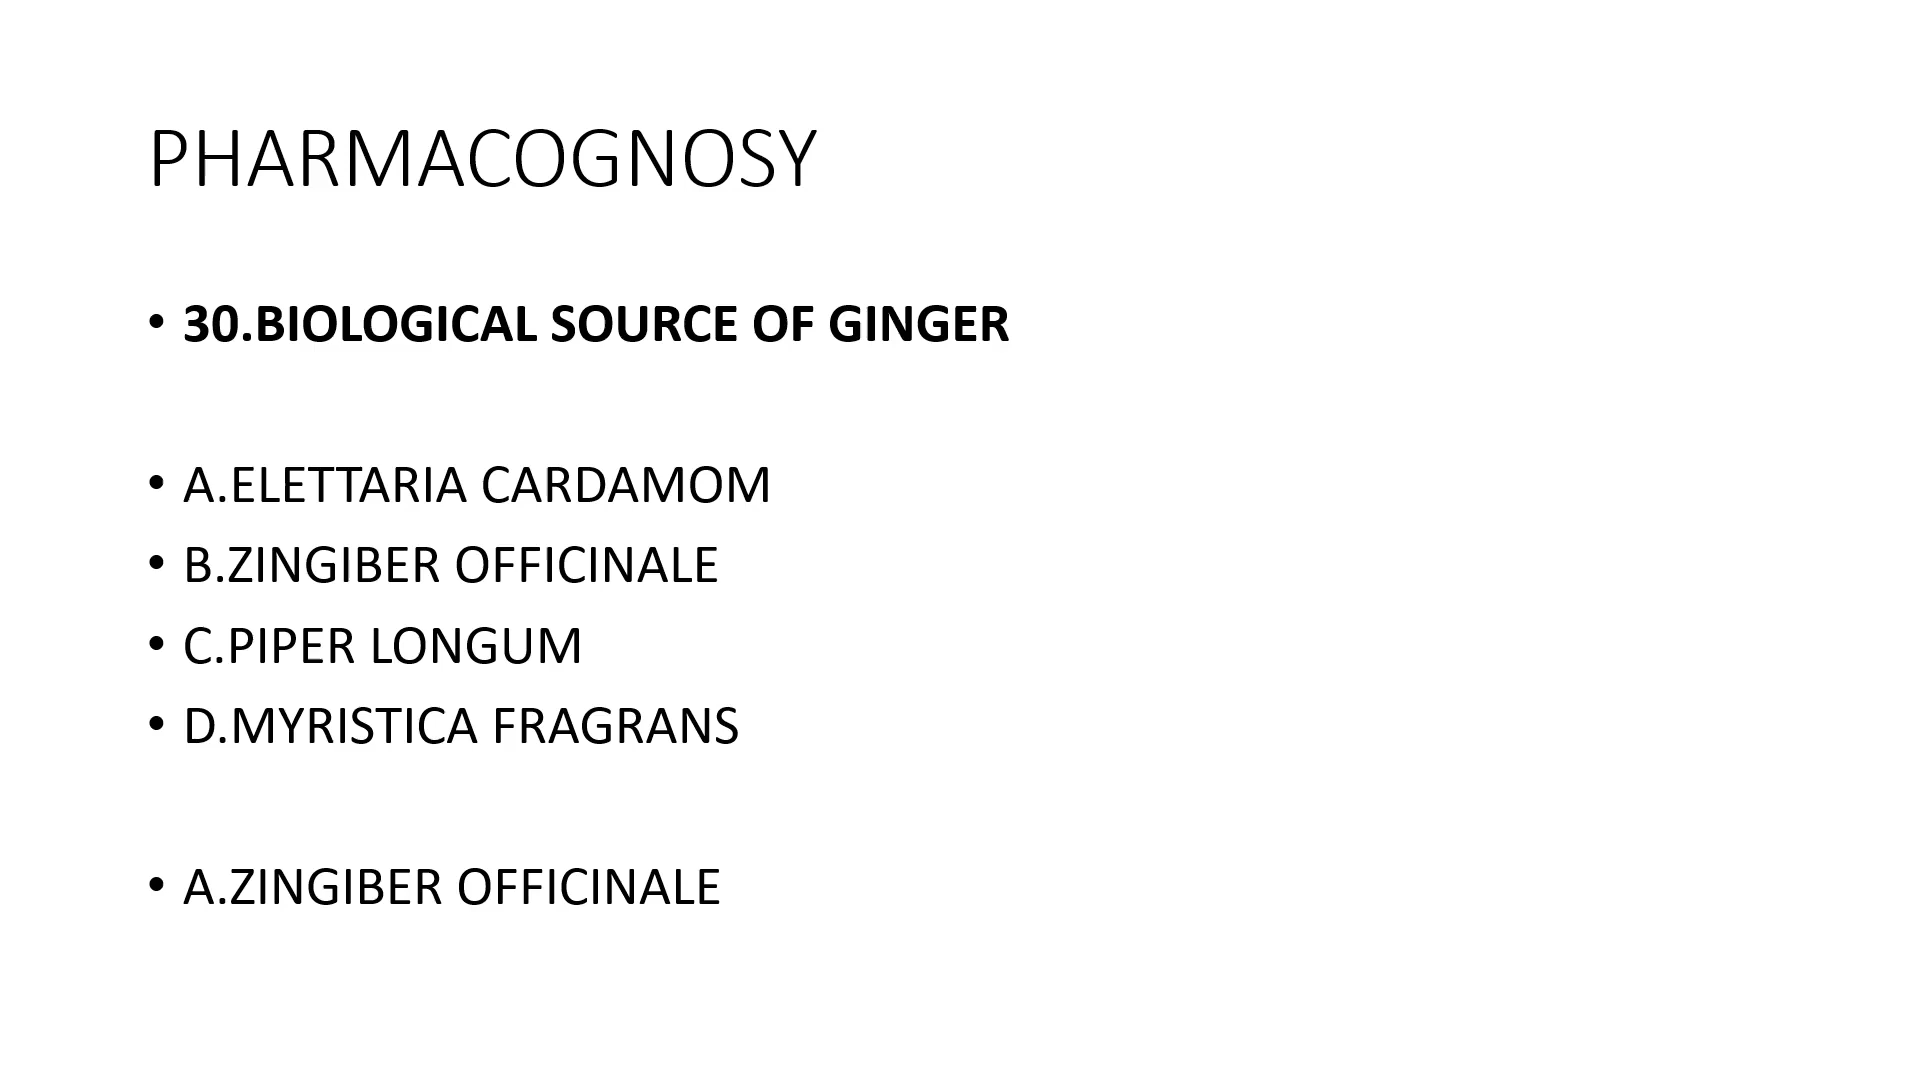 PHARMACOGNOSY
• 30.BIOLOGICAL SOURCE OF GINGER
• A.ELETTARIA CARDAMOM
• B.ZINGIBER OFFICINALE
• C.PIPER LONGUM
• D.MYRISTICA FRAGRANS
• A.ZINGIBER OFFICINALE